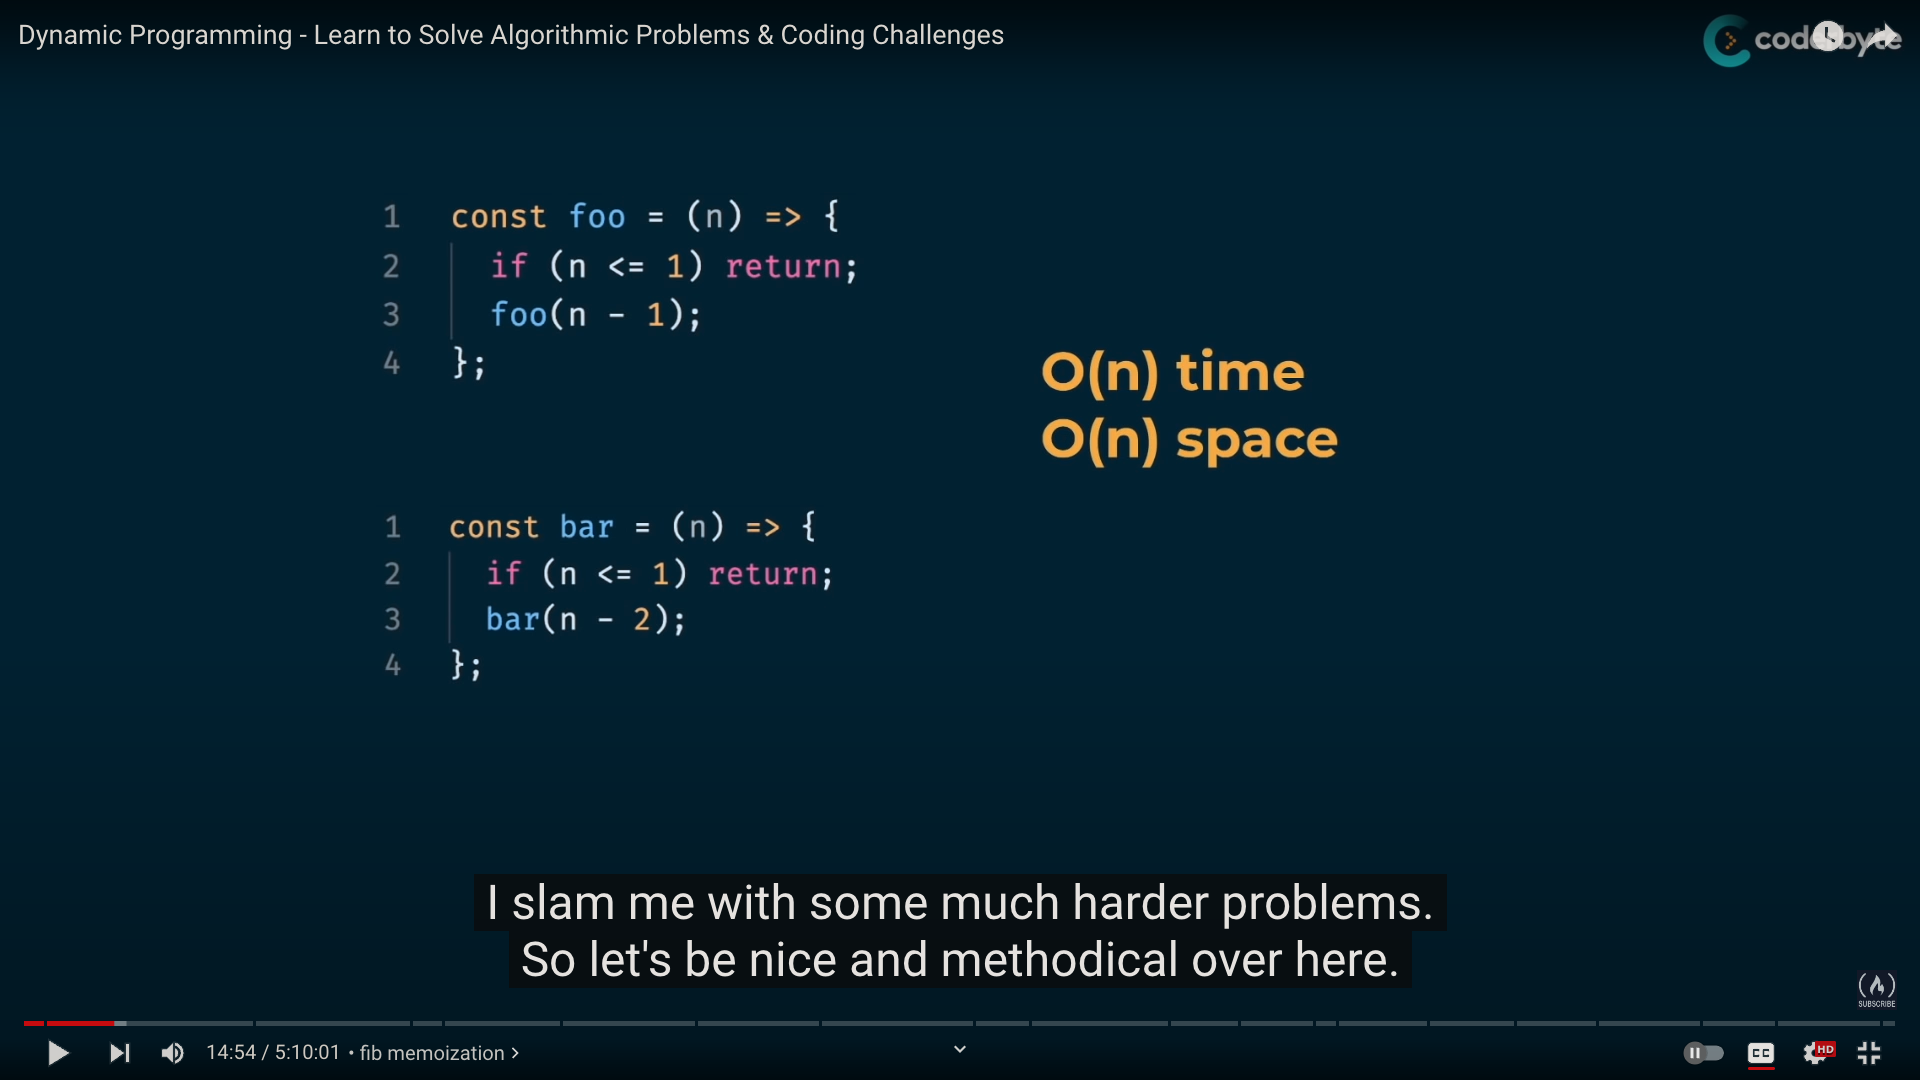 Dynamic Programming - Learn to Solve Algorithmic Problems & Coding Challenges
coderbyte
1 const foo = (n) => {
2 if (n <= 1) return;
3 foo(n - 1);
4 };
O(n) time
O(n) space
1 const bar = (n) => {
2 if (n <= 1) return;
3 bar(n - 2);
4 };
I slam me with some much harder problems.
So let's be nice and methodical over here.
SUBSCRIBE
14:54 / 5:10:01 • fib memoization >
CC
HD